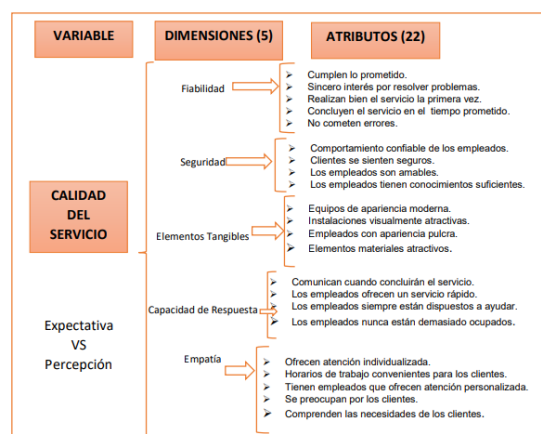 VARIABLE
DIMENSIONES (5)
ATRIBUTOS (22)
Fiabilidad
Cumplen lo prometido.
Sincero interés por resolver problemas.
Realizan bien el servicio la primera vez.
Concluyen el servicio en el tiempo prometido.
No cometen errores.
Seguridad
Comportamiento confiable de los empleados.
Clientes se sienten seguros.
Los empleados son amables.
Los empleados tienen conocimientos suficientes.
CALIDAD
DEL
SERVICIO
Elementos Tangibles
Equipos de apariencia moderna.
Instalaciones visualmente atractivas.
Empleados con apariencia pulcra.
Elementos materiales atractivos.
Capacidad de Respuesta
Comunican cuando concluirán el servicio.
Los empleados ofrecen un servicio rápido.
Los empleados siempre están dispuestos a ayudar.
Los empleados nunca están demasiado ocupados.
Expectativa
VS
Percepción
Empatía
Ofrecen atención individualizada.
Horarios de trabajo convenientes para los clientes.
Tienen empleados que ofrecen atención personalizada.
Se preocupan por los clientes.
Comprenden las necesidades de los clientes.